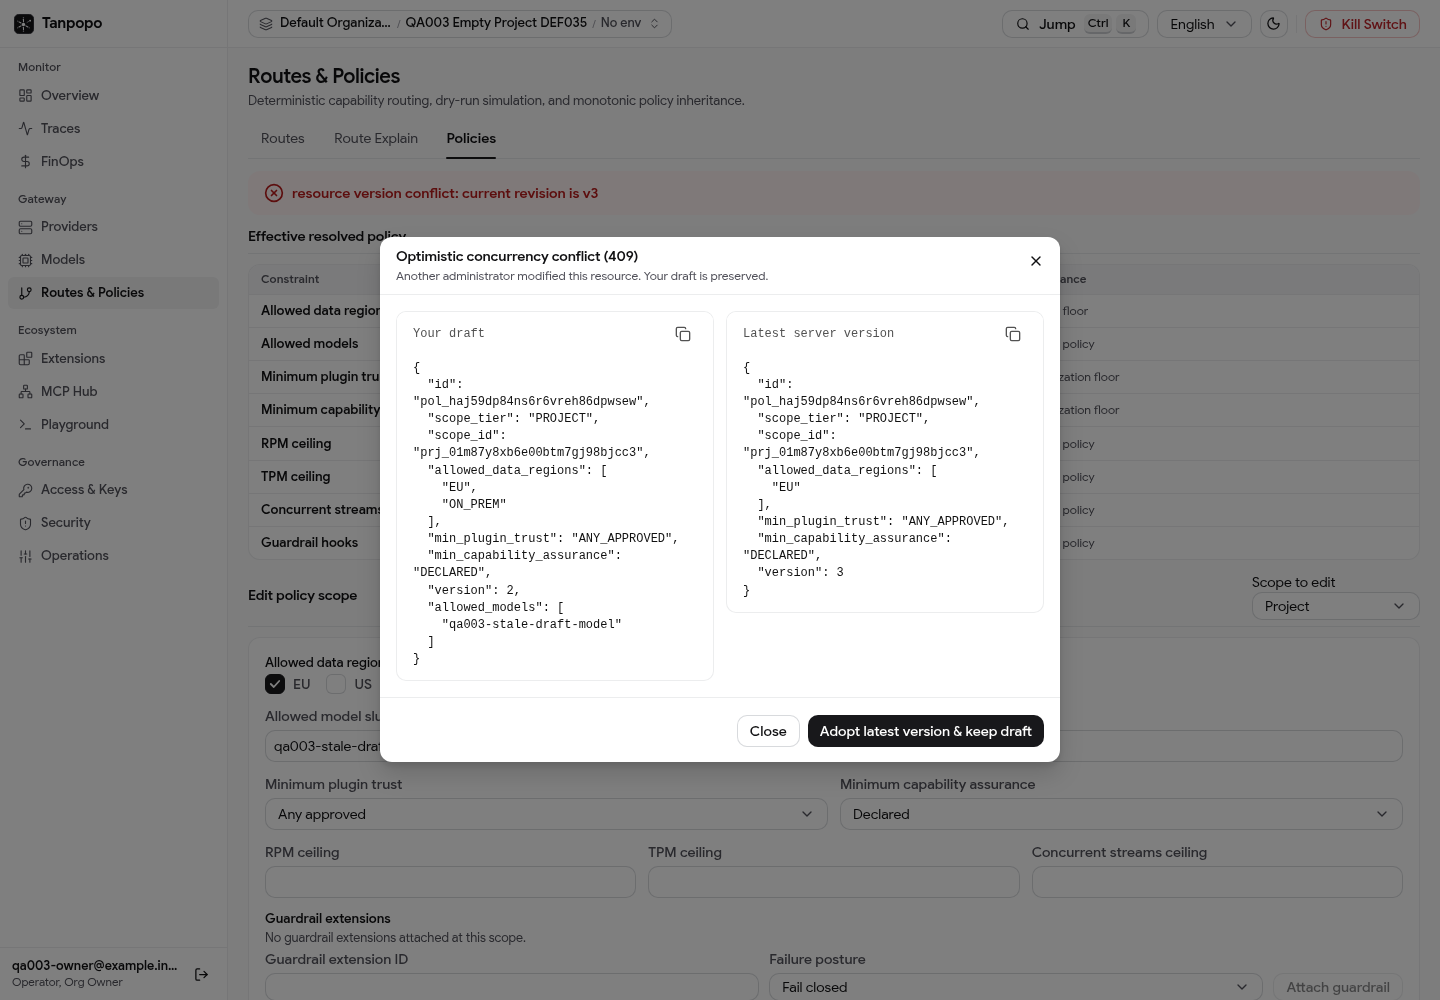 Tanpopo
Default Organiza... / QA003 Empty Project DEF035 / No env
Jump Ctrl K
English
Kill Switch
Monitor
Overview
Traces
FinOps
Gateway
Providers
Models
Routes & Policies
Ecosystem
Extensions
MCP Hub
Playground
Governance
Access & Keys
Security
Operations
qa003-owner@example.in...
Operator, Org Owner
Routes & Policies
Deterministic capability routing, dry-run simulation, and monotonic policy inheritance.
Routes Route Explain Policies
resource version conflict: current revision is v3
Effective resolved policy
Constraint
Allowed data region
floor
Allowed models
policy
Minimum plugin tru
zation floor
Minimum capability
zation floor
RPM ceiling
policy
TPM ceiling
policy
Concurrent streams
policy
Guardrail hooks
policy
Optimistic concurrency conflict (409)
Another administrator modified this resource. Your draft is preserved.
Your draft
{
"id":
"pol_haj59dp84ns6r6vreh86dpwsew",
"scope_tier": "PROJECT",
"scope_id":
"prj_01m87y8xb6e00btm7gj98bjcc3",
"allowed_data_regions": [
"EU",
"ON_PREM"
],
"min_plugin_trust": "ANY_APPROVED",
"min_capability_assurance":
"DECLARED",
"version": 2,
"allowed_models": [
"qa003-stale-draft-model"
]
}
Latest server version
{
"id":
"pol_haj59dp84ns6r6vreh86dpwsew",
"scope_tier": "PROJECT",
"scope_id":
"prj_01m87y8xb6e00btm7gj98bjcc3",
"allowed_data_regions": [
"EU"
],
"min_plugin_trust": "ANY_APPROVED",
"min_capability_assurance":
"DECLARED",
"version": 3
}
Close
Adopt latest version & keep draft
Edit policy scope
Scope to edit
Project
Allowed data region
EU US
Allowed model slu
qa003-stale-draf
Minimum plugin trust
Any approved
Minimum capability assurance
Declared
RPM ceiling
TPM ceiling
Concurrent streams ceiling
Guardrail extensions
No guardrail extensions attached at this scope.
Guardrail extension ID
Failure posture
Fail closed
Attach guardrail